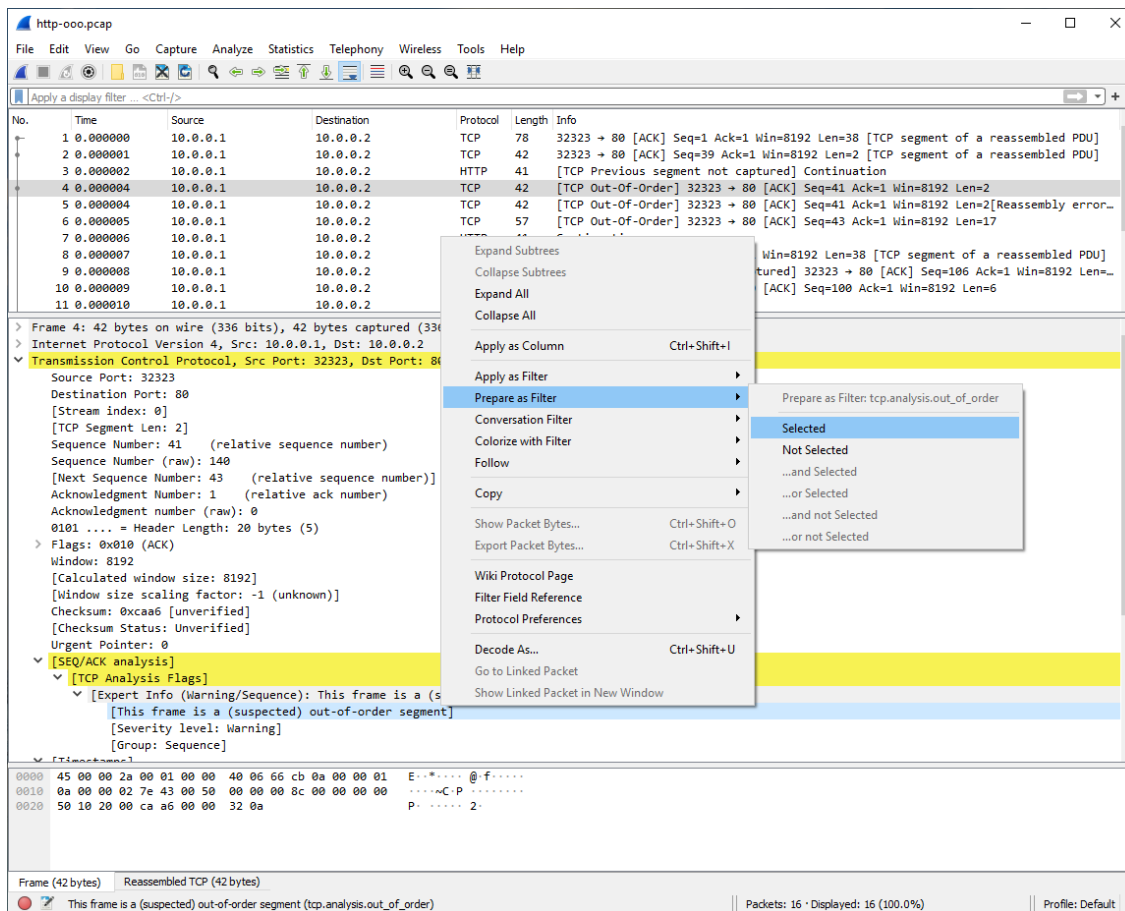 http-ooo.pcap
File Edit View Go Capture Analyze Statistics Telephony Wireless Tools Help
Apply a display filter ... <Ctrl-/>
No. Time Source Destination Protocol Length Info
1 0.000000 10.0.0.1 10.0.0.2 TCP 78 32323 → 80 [ACK] Seq=1 Ack=1 Win=8192 Len=38 [TCP segment of a reassembled PDU]
2 0.000001 10.0.0.1 10.0.0.2 TCP 42 32323 → 80 [ACK] Seq=39 Ack=1 Win=8192 Len=2 [TCP segment of a reassembled PDU]
3 0.000002 10.0.0.1 10.0.0.2 HTTP 41 [TCP Previous segment not captured] Continuation
4 0.000004 10.0.0.1 10.0.0.2 TCP 42 [TCP Out-Of-Order] 32323 → 80 [ACK] Seq=41 Ack=1 Win=8192 Len=2
5 0.000004 10.0.0.1 10.0.0.2 TCP 42 32323 → 80 [ACK] Seq=41 Ack=1 Win=8192 Len=2[Reassembly error…
6 0.000005 10.0.0.1 10.0.0.2 TCP 57 [TCP Out-Of-Order] 32323 → 80 [ACK] Seq=43 Ack=1 Win=8192 Len=17
7 0.000006 10.0.0.1 10.0.0.2
8 0.000007 10.0.0.1 10.0.0.2 Win=8192 Len=38 [TCP segment of a reassembled PDU]
9 0.000008 10.0.0.1 10.0.0.2 tured] 32323 → 80 [ACK] Seq=106 Ack=1 Win=8192 Len=…
10 0.000009 10.0.0.1 10.0.0.2 [ACK] Seq=100 Ack=1 Win=8192 Len=6
11 0.000010 10.0.0.1 10.0.0.2
Frame 4: 42 bytes on wire (336 bits), 42 bytes captured (33
Internet Protocol Version 4, Src: 10.0.0.1, Dst: 10.0.0.2
Transmission Control Protocol, Src Port: 32323, Dst Port: 8
Source Port: 32323
Destination Port: 80
[Stream index: 0]
[TCP Segment Len: 2]
Sequence Number: 41 (relative sequence number)
Sequence Number (raw): 140
[Next Sequence Number: 43 (relative sequence number)]
Acknowledgment Number: 1 (relative ack number)
Acknowledgment number (raw): 0
0101 .... = Header Length: 20 bytes (5)
Flags: 0x010 (ACK)
Window: 8192
[Calculated window size: 8192]
[Window size scaling factor: -1 (unknown)]
Checksum: 0xcaa6 [unverified]
[Checksum Status: Unverified]
Urgent Pointer: 0
[SEQ/ACK analysis]
[TCP Analysis Flags]
[Expert Info (Warning/Sequence): This frame is a (s
[This frame is a (suspected) out-of-order segment]
[Severity level: Warning]
[Group: Sequence]
[Timestamps]
Expand Subtrees
Collapse Subtrees
Expand All
Collapse All
Apply as Column Ctrl+Shift+I
Apply as Filter
Prepare as Filter
Conversation Filter
Colorize with Filter
Follow
Copy
Show Packet Bytes... Ctrl+Shift+O
Export Packet Bytes... Ctrl+Shift+X
Wiki Protocol Page
Filter Field Reference
Protocol Preferences
Decode As... Ctrl+Shift+U
Go to Linked Packet
Show Linked Packet in New Window
Prepare as Filter: tcp.analysis.out_of_order
Selected
Not Selected
...and Selected
...or Selected
...and not Selected
...or not Selected
0000 45 00 00 2a 00 01 00 00 40 06 66 cb 0a 00 00 01 E··*···· @·f·····
0010 0a 00 00 02 7e 43 00 50 00 00 00 8c 00 00 00 00 ····~C·P ········
0020 50 10 20 00 ca a6 00 00 32 0a P· ····· 2·
Frame (42 bytes) Reassembled TCP (42 bytes)
This frame is a (suspected) out-of-order segment (tcp.analysis.out_of_order) Packets: 16 · Displayed: 16 (100.0%) Profile: Default